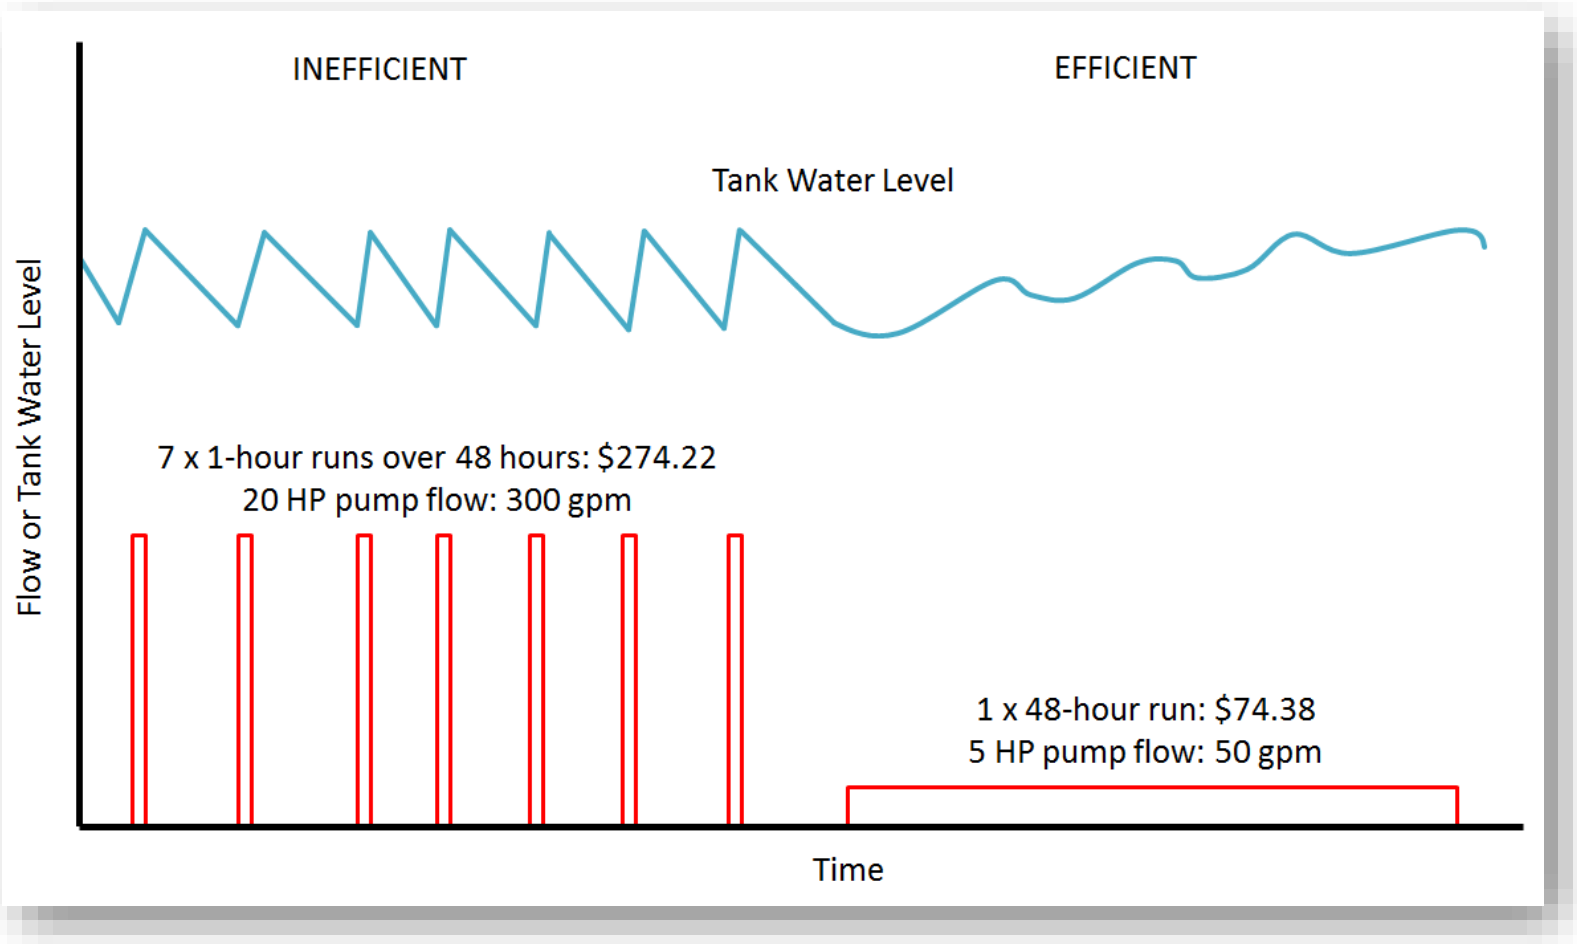 INEFFICIENT
EFFICIENT
Tank Water Level
Flow or Tank Water Level
7 x 1-hour runs over 48 hours: $274.22
20 HP pump flow: 300 gpm
1 x 48-hour run: $74.38
5 HP pump flow: 50 gpm
Time